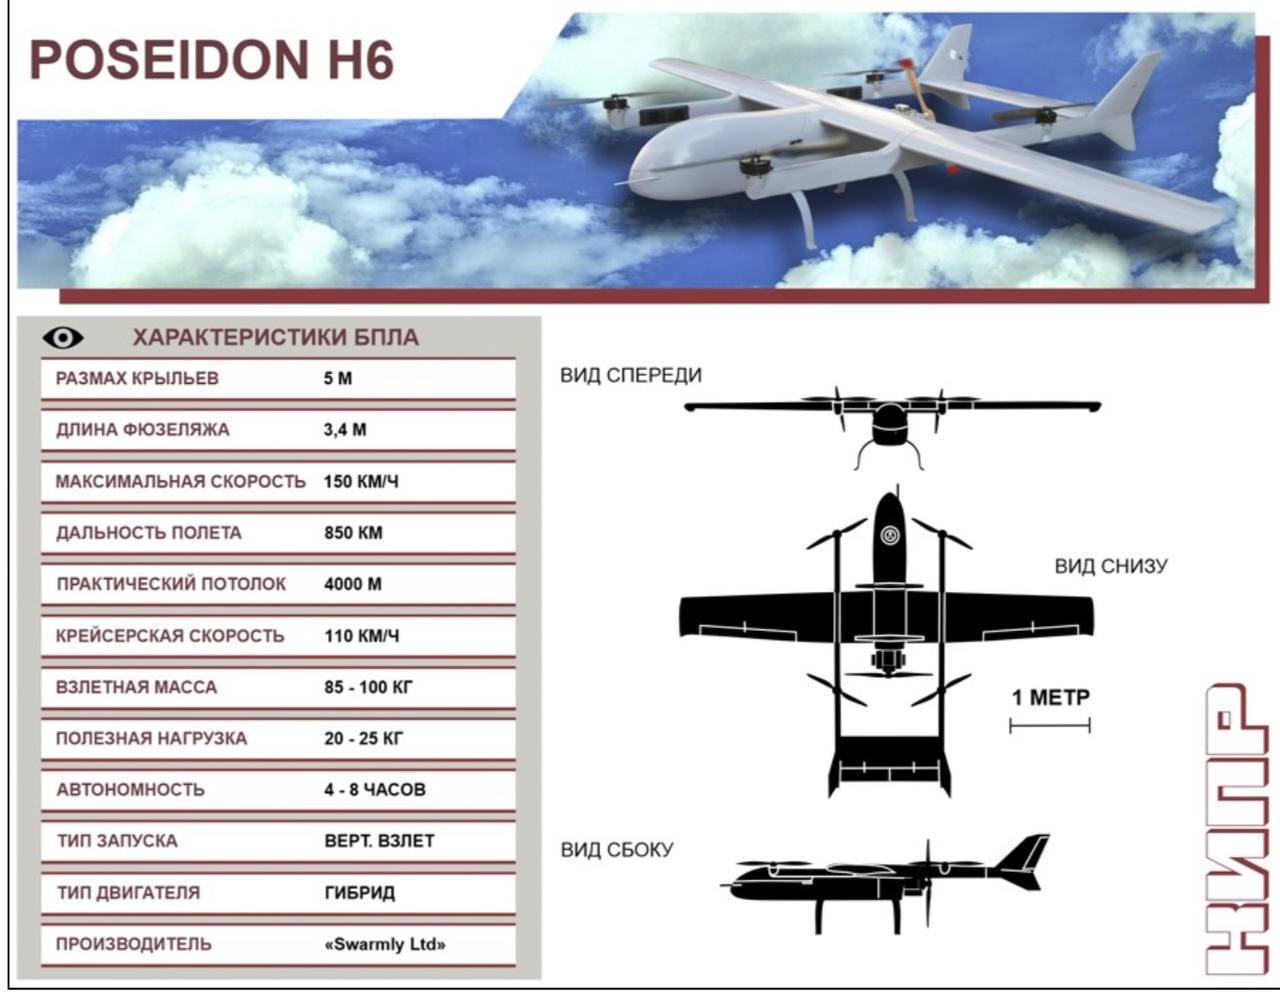 POSEIDON H6
ХАРАКТЕРИСТИКИ БПЛА
РАЗМАХ КРЫЛЬЕВ 5 М
ДЛИНА ФЮЗЕЛЯЖА 3,4 М
МАКСИМАЛЬНАЯ СКОРОСТЬ 150 КМ/Ч
ДАЛЬНОСТЬ ПОЛЕТА 850 КМ
ПРАКТИЧЕСКИЙ ПОТОЛОК 4000 М
КРЕЙСЕРСКАЯ СКОРОСТЬ 110 КМ/Ч
ВЗЛЕТНАЯ МАССА 85 - 100 КГ
ПОЛЕЗНАЯ НАГРУЗКА 20 - 25 КГ
АВТОНОМНОСТЬ 4 - 8 ЧАСОВ
ТИП ЗАПУСКА ВЕРТ. ВЗЛЕТ
ТИП ДВИГАТЕЛЯ ГИБРИД
ПРОИЗВОДИТЕЛЬ «Swarmly Ltd»
ВИД СПЕРЕДИ
ВИД СНИЗУ
1 МЕТР
ВИД СБОКУ
КИПР